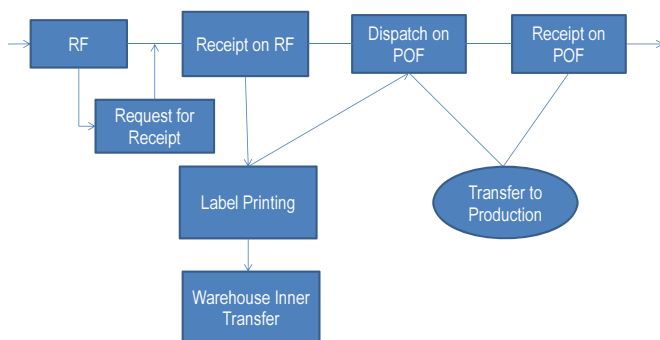 RF
Receipt on RF
Dispatch on
POF
Receipt on
POF
Request for
Receipt
Label Printing
Transfer to
Production
Warehouse Inner
Transfer